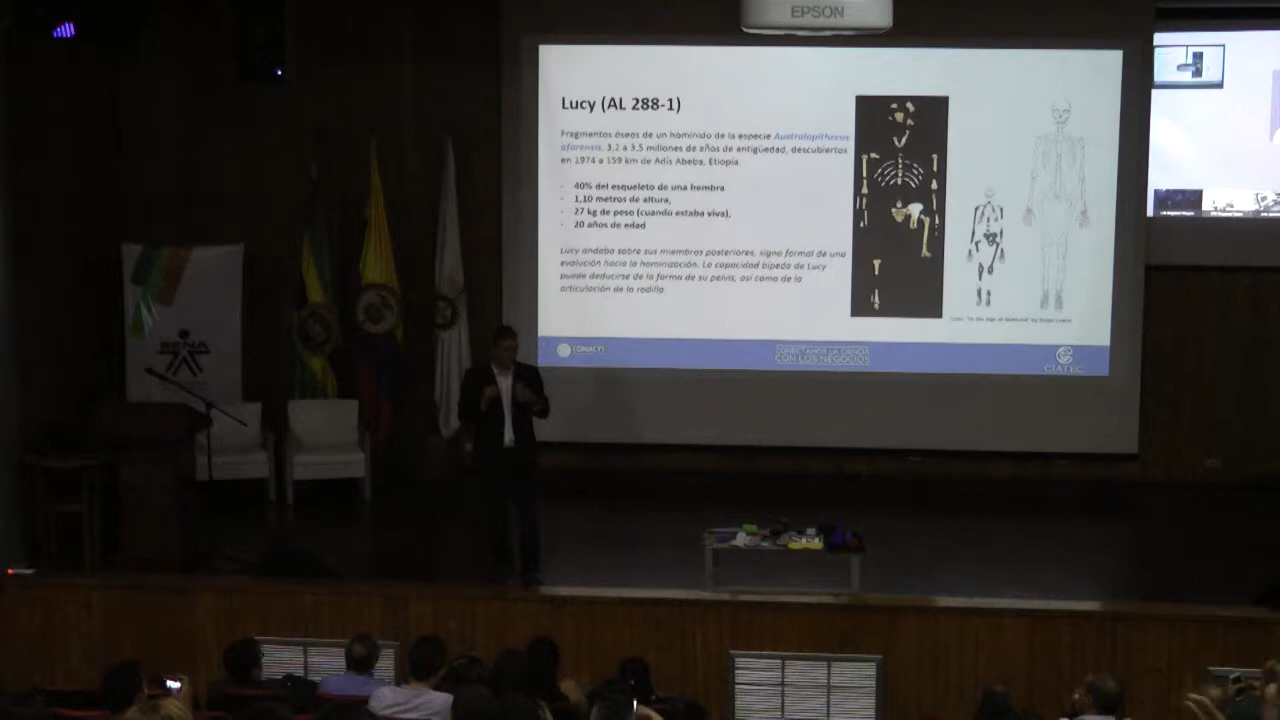 EPSON
Lucy (AL 288-1)
Fragmentos óseos de un homínido de la especie Australopithecus
afarensis, 3,2 a 3,5 millones de años de antigüedad, descubiertos
en 1974 a 159 km de Adís Abeba, Etiopía.
- 40% del esqueleto de una hembra
- 1,10 metros de altura,
- 27 kg de peso (cuando estaba viva),
- 20 años de edad
Lucy andaba sobre sus miembros posteriores, signo formal de una
evolución hacia la hominización. La capacidad bípeda de Lucy
puede deducirse de la forma de su pelvis, así como de la
articulación de la rodilla.
CONACYT
CONECTAMOS LA CIENCIA
CON LOS NEGOCIOS
CIATEC
SENA